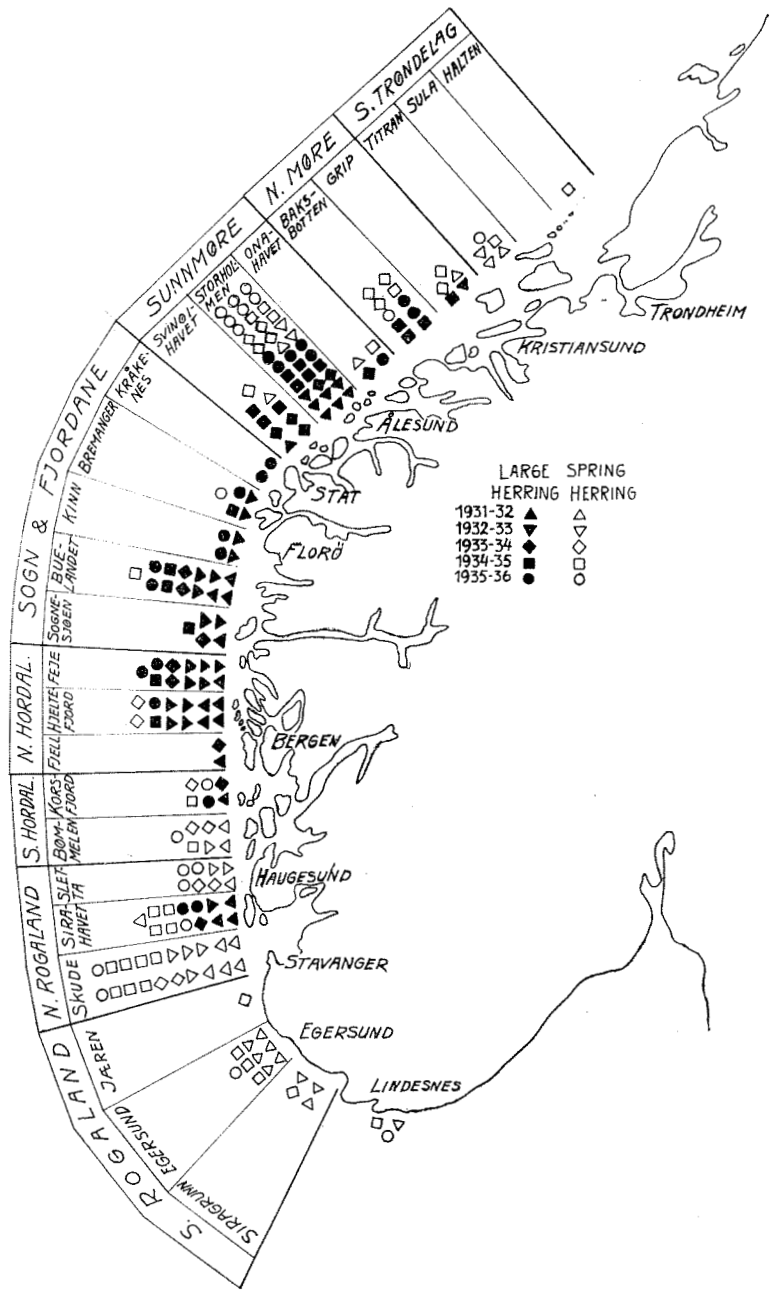 S. TRØNDELAG
HALTEN
SULA
TITRAN
N. MØRE
GRIP
BAKS-
BOTTEN
SUNNMØRE
ONA-
HAVET
STORHOL-
MEN
SVINØI-
HAVET
SOGN & FJORDANE
KRÅKE-
NES
BREMANGER
KINN
BUE-
LANDET
SOGNE-
SJØEN
N. HORDAL.
FEJE
HJELTE-
FJORD
FJELL
S. HORDAL.
KORS-
FJORD
BØM-
MELEN
N. ROGALAND
SLET-
TA
SIRA-
HAVET
SKUDE
S. ROGALAND
JÆREN
EGERSUND
SIRAGRUNN
TRONDHEIM
KRISTIANSUND
ÅLESUND
STAT
FLORÖ
BERGEN
HAUGESUND
STAVANGER
EGERSUND
LINDESNES
LARGE SPRING
HERRING HERRING
1931-32
1932-33
1933-34
1934-35
1935-36